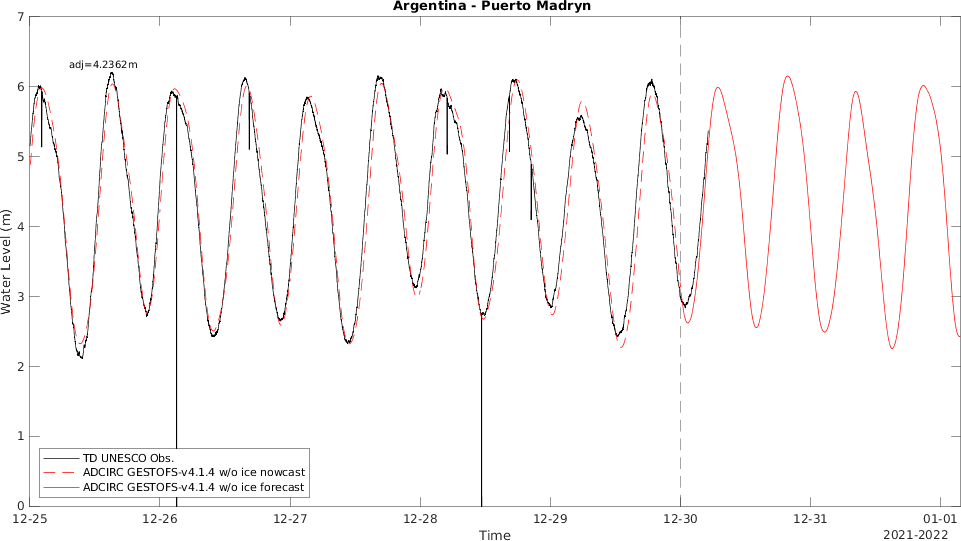 Argentina - Puerto Madryn
7
adj=4.2362m
6
5
4
3
2
1
0
Water Level (m)
TD UNESCO Obs.
ADCIRC GESTOFS-v4.1.4 w/o ice nowcast
ADCIRC GESTOFS-v4.1.4 w/o ice forecast
12-25 12-26 12-27 12-28 12-29 12-30 12-31 01-01
Time
2021-2022